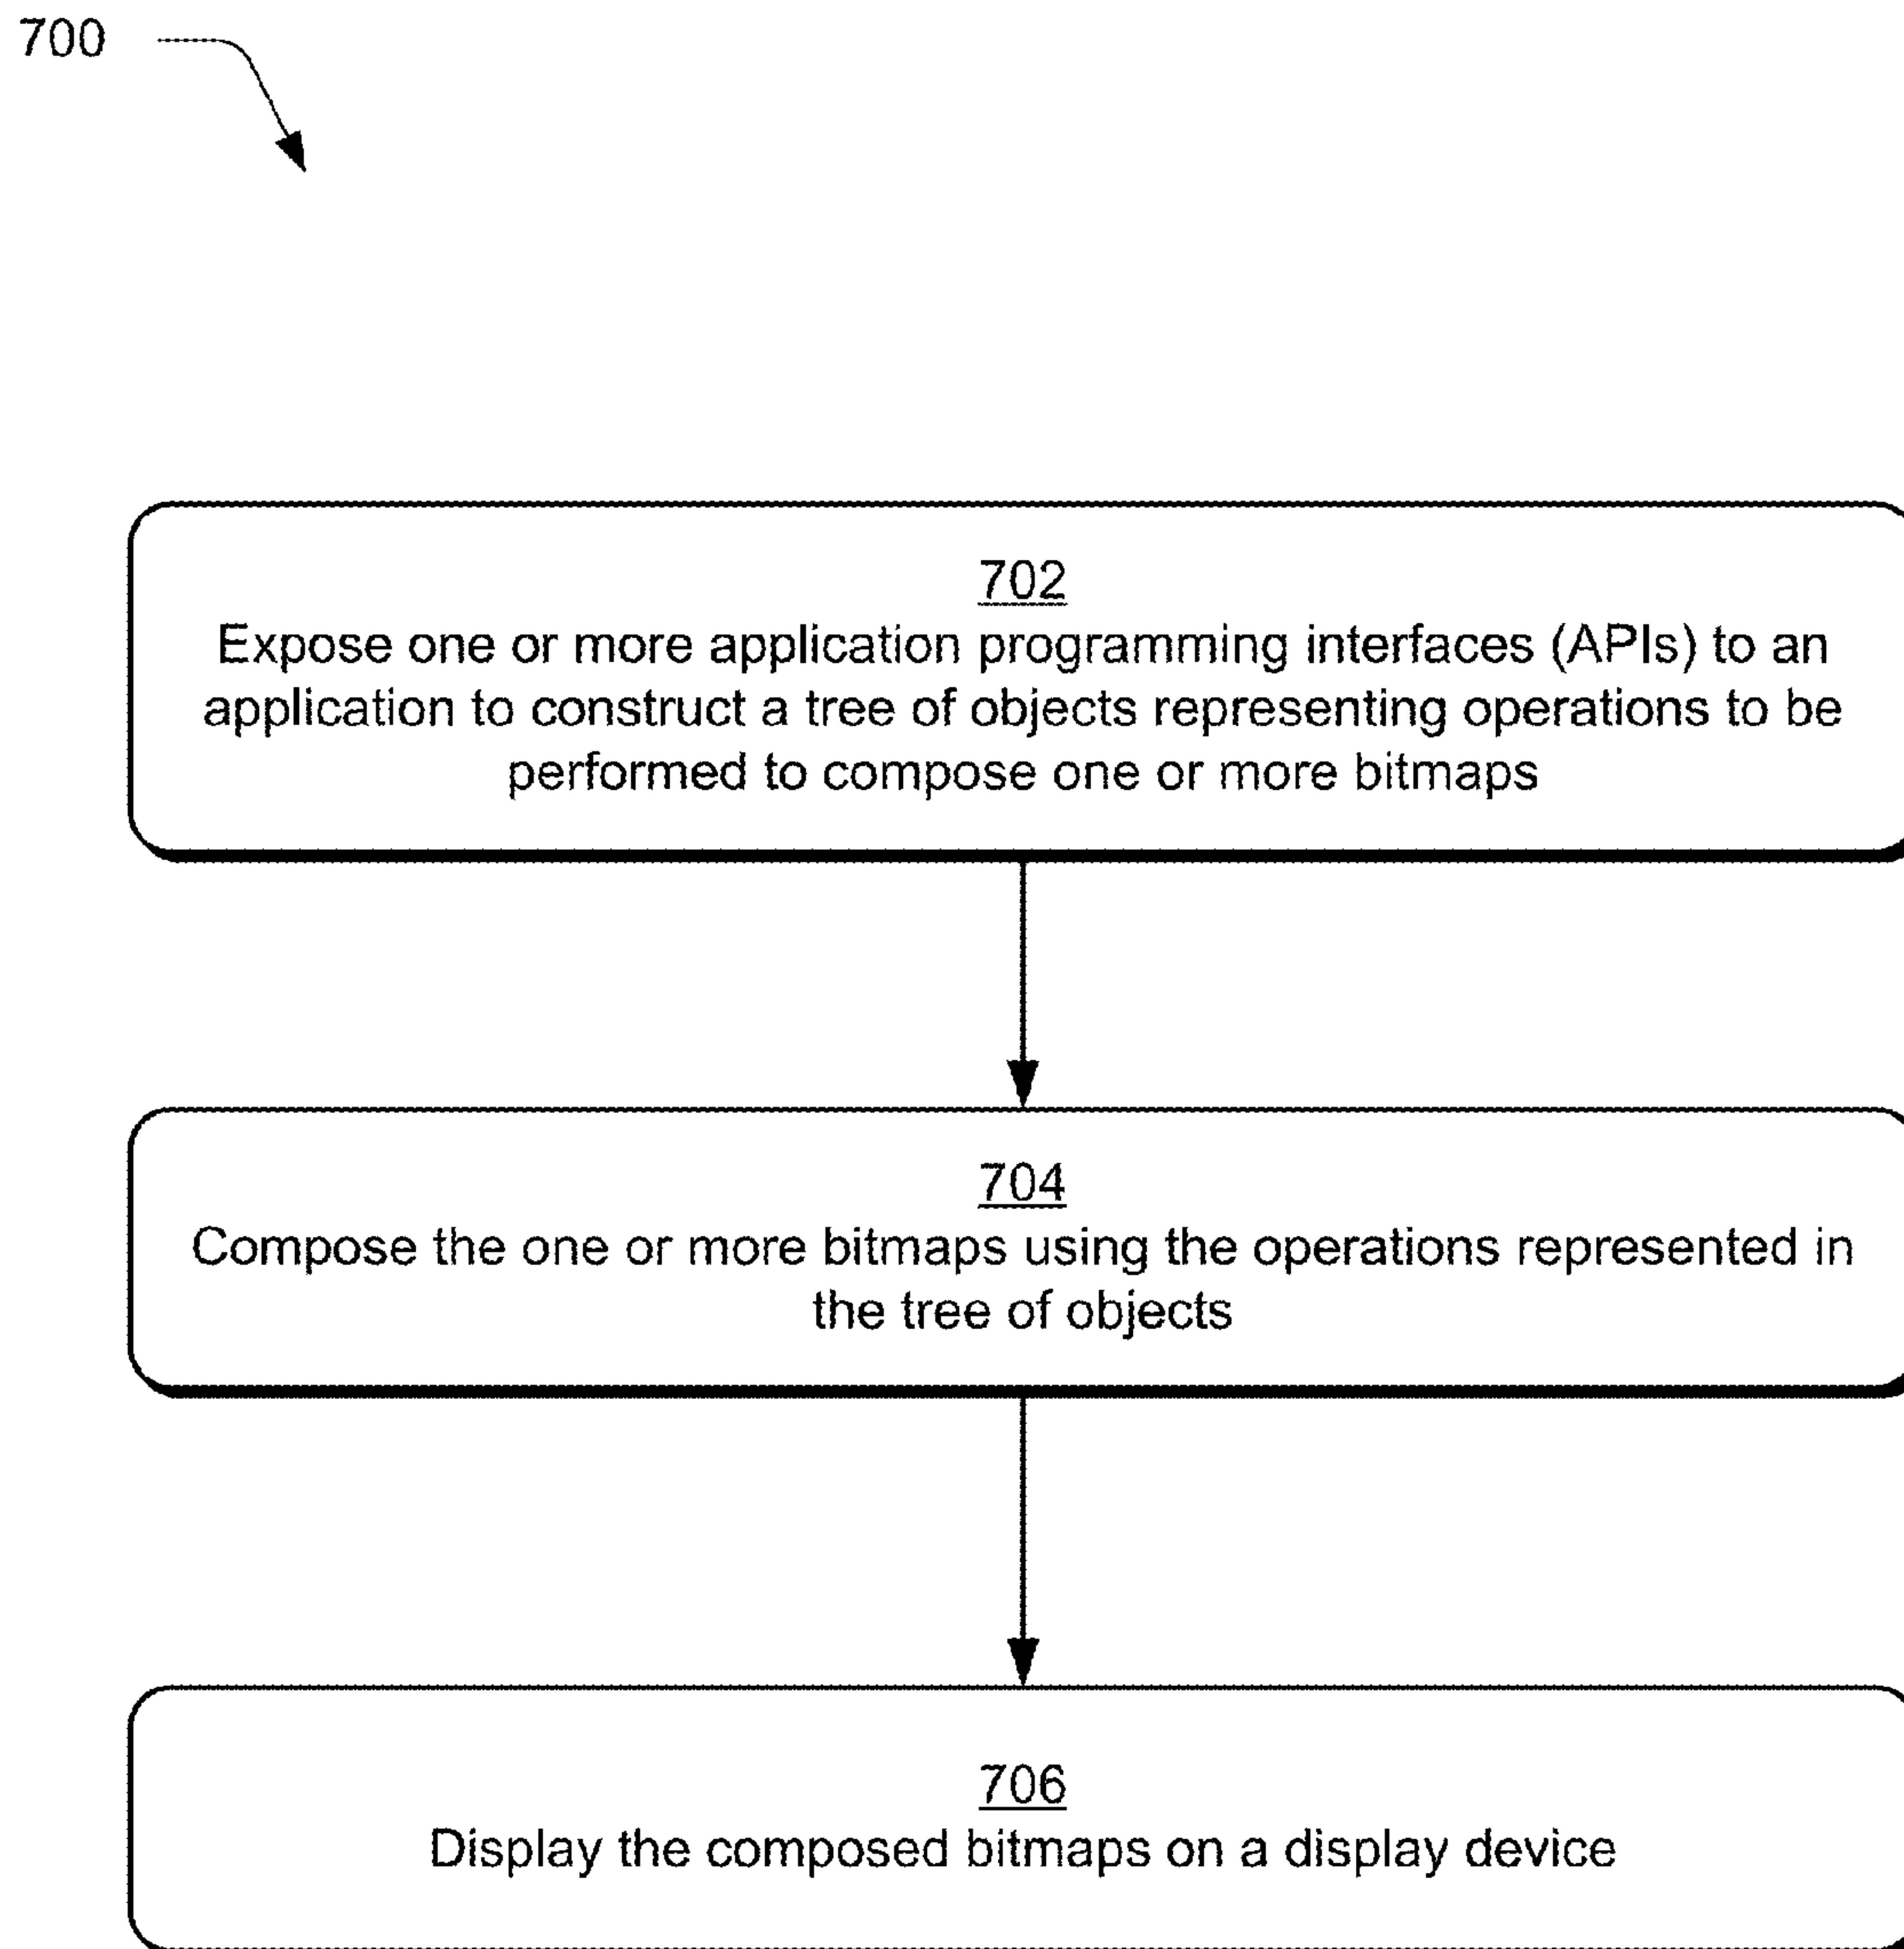 700
702
Expose one or more application programming interfaces (APIs) to an
application to construct a tree of objects representing operations to be
performed to compose one or more bitmaps
704
Compose the one or more bitmaps using the operations represented in
the tree of objects
706
Display the composed bitmaps on a display device